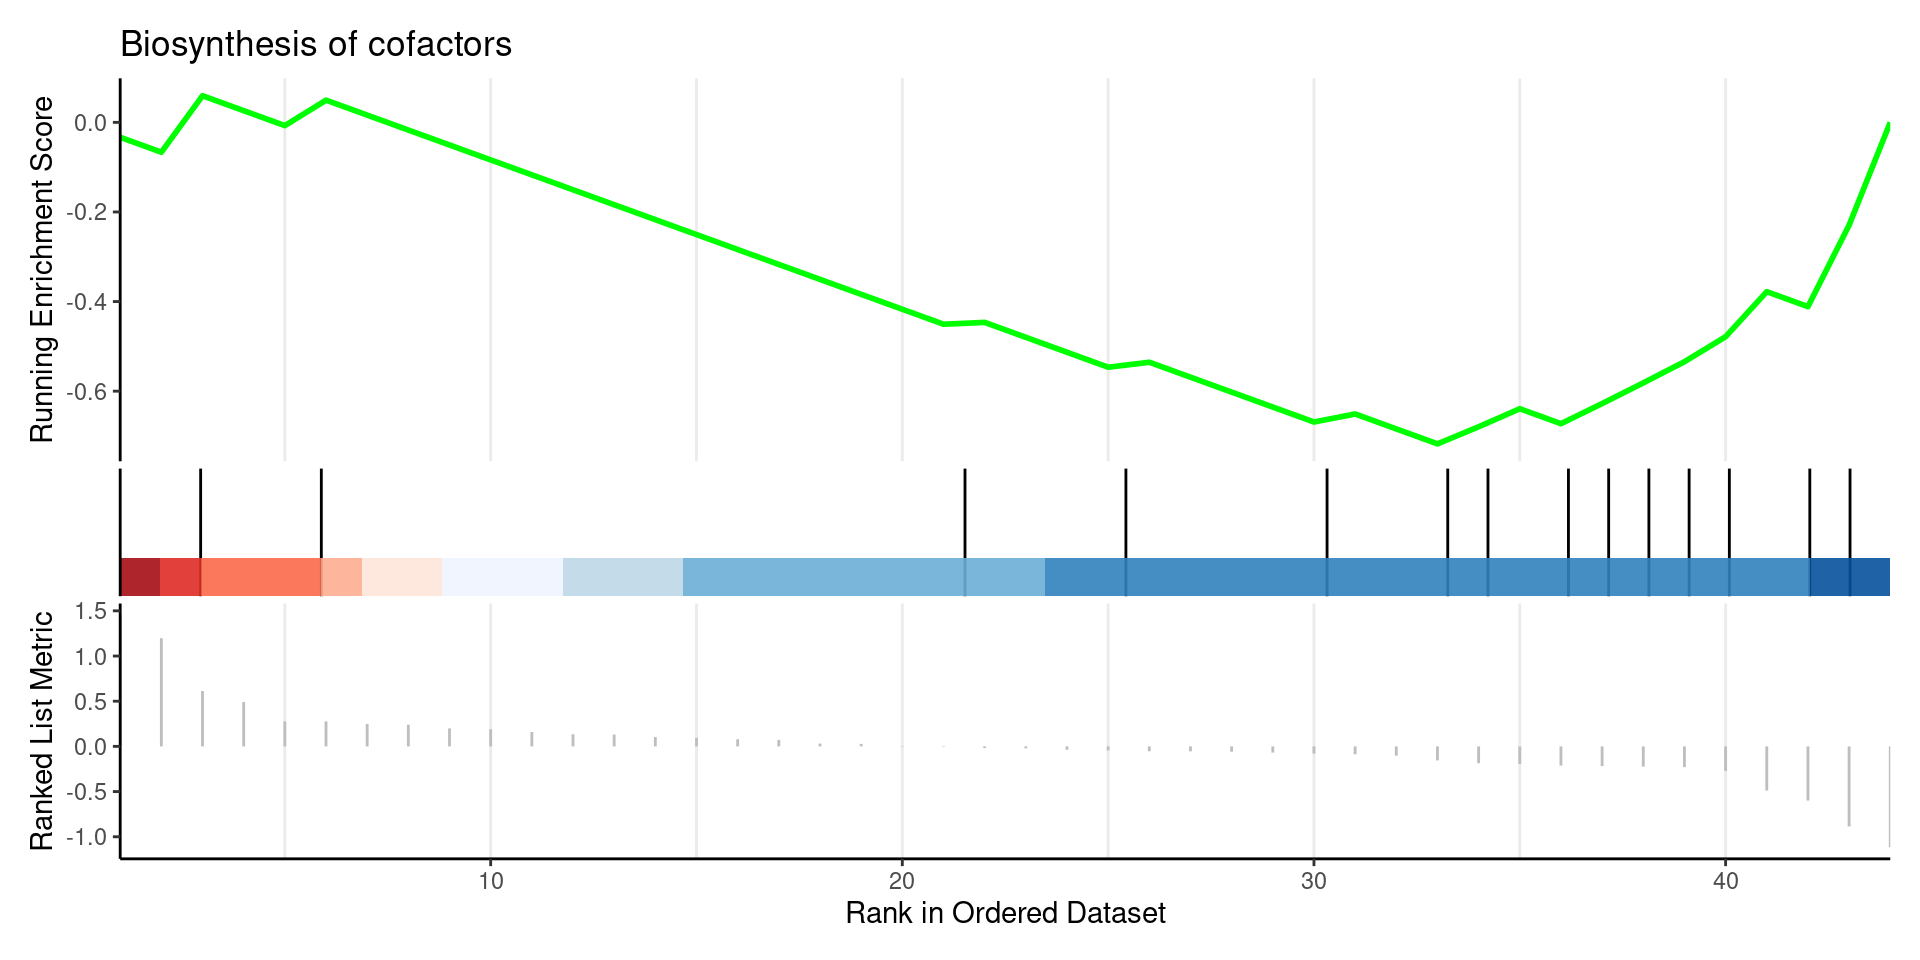 Biosynthesis of cofactors
Running Enrichment Score
0.0
-0.2
-0.4
-0.6
Ranked List Metric
1.5
1.0
0.5
0.0
-0.5
-1.0
10 20 30 40
Rank in Ordered Dataset